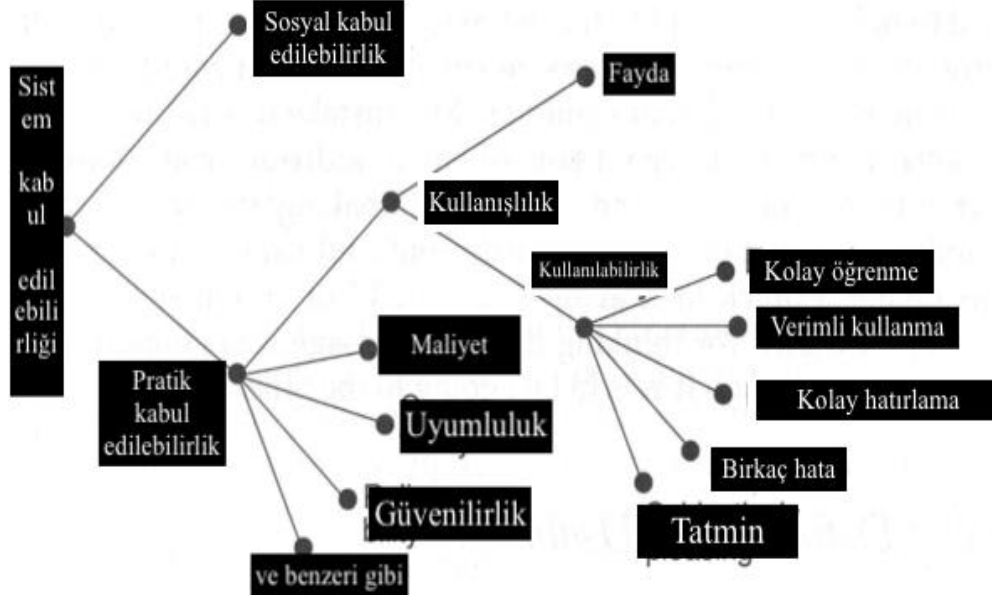 Sosyal kabul
edilebilirlik
Sist
em
kab
ul
edil
ebili
rliği
Fayda
Kullanışlılık
Kullanılabilirlik
Kolay öğrenme
Verimli kullanma
Kolay hatırlama
Birkaç hata
Tatmin
Pratik
kabul
edilebilirlik
Maliyet
Uyumluluk
Güvenilirlik
ve benzeri gibi